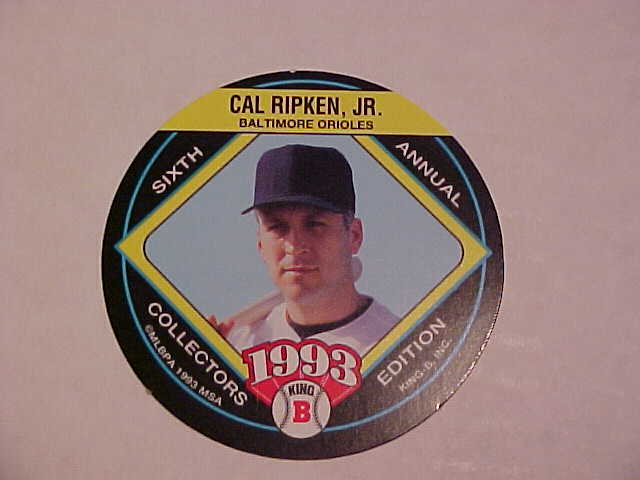 CAL RIPKEN, JR.
BALTIMORE ORIOLES
SIXTH
ANNUAL
COLLECTORS
EDITION
©MLBPA 1993 MSA
KING B, INC.
1993
KING
B